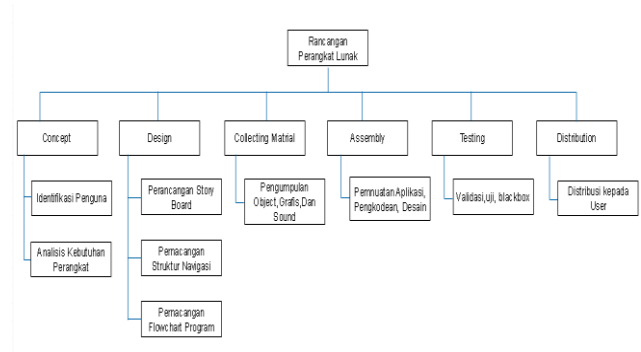 Rancangan
Perangkat Lunak
Concept
Design
Collecting Matrial
Assembly
Testing
Distribution
Identifikasi Penguna
Analisis Kebutuhan
Perangkat
Perancangan Story
Board
Pernacangan
Struktur Navigasi
Pernacangan
Flowchart Program
Pengumpulan
Object,Grafis,Dan
Sound
Pemnuatan Aplikasi,
Pengkodean, Desain
Validasi,uji, blackbox
Distribusi kepada
User